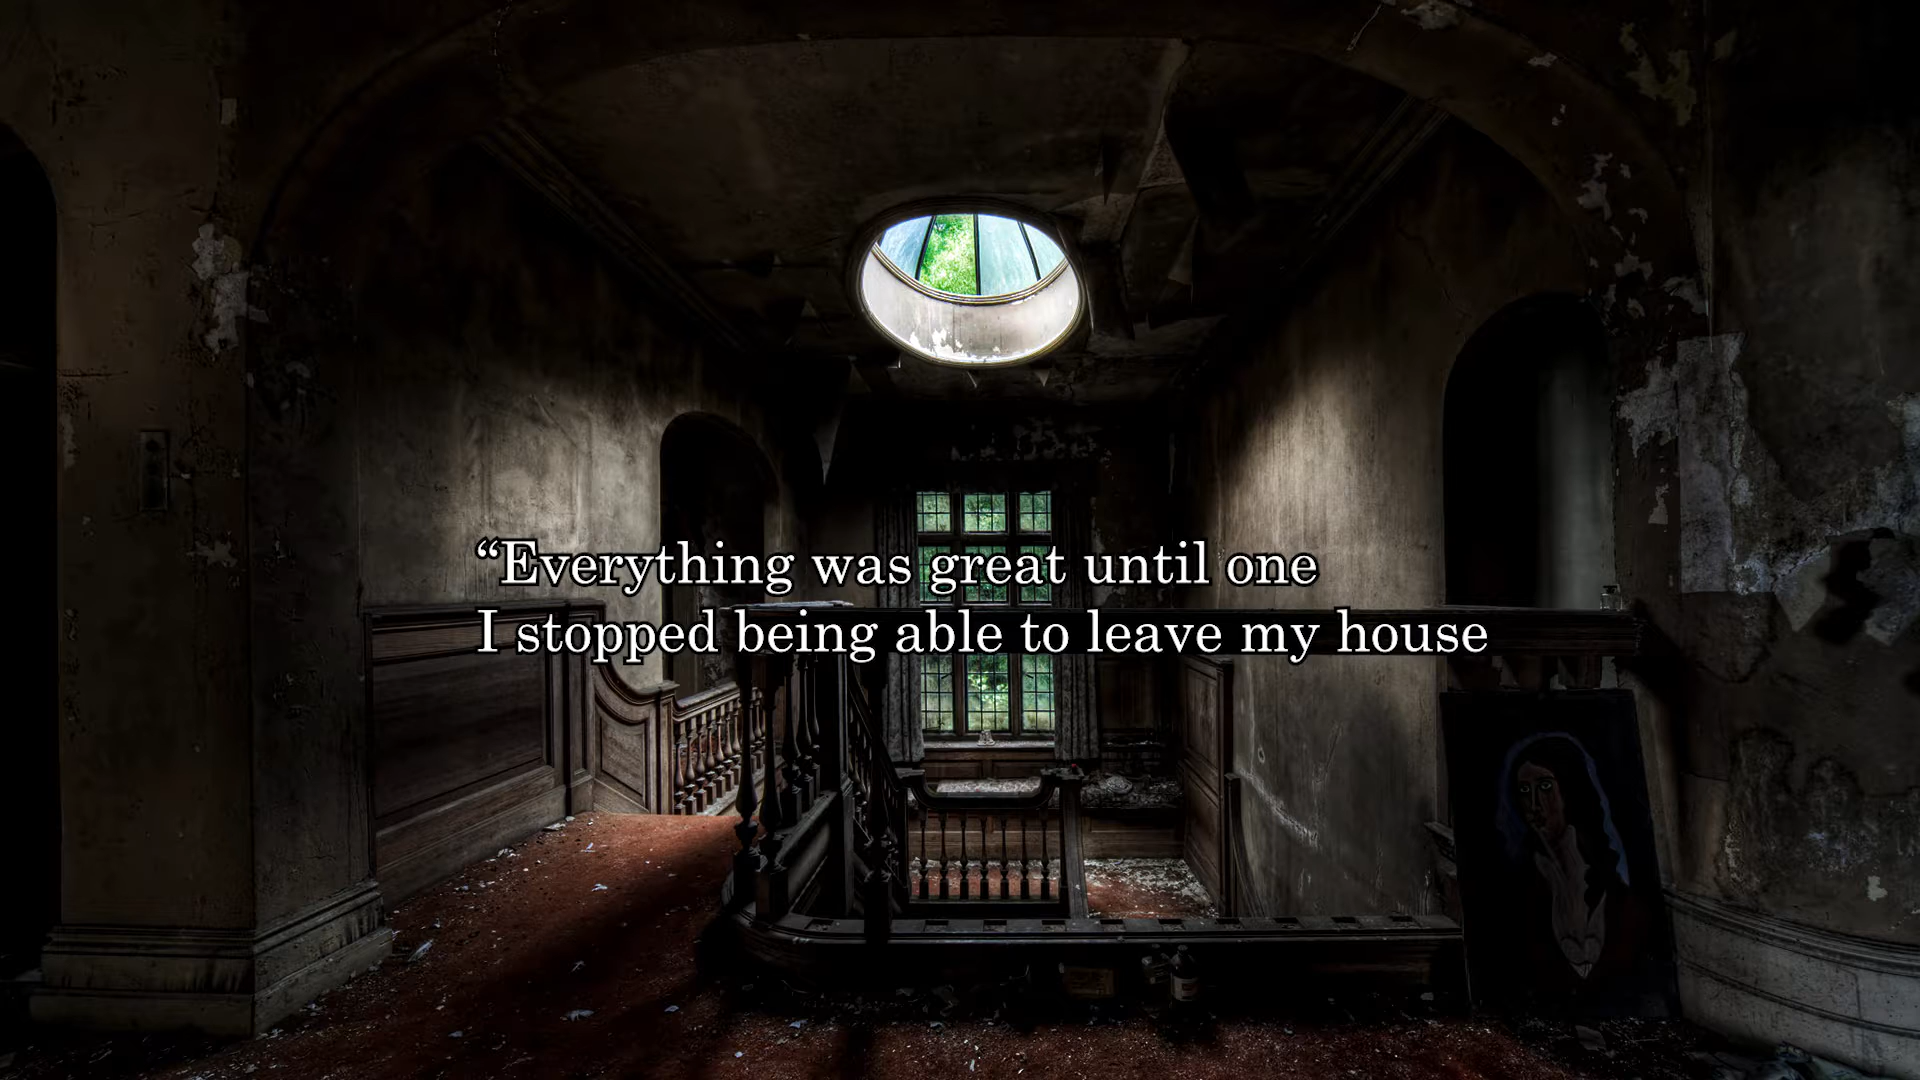 “Everything was great until one
I stopped being able to leave my house